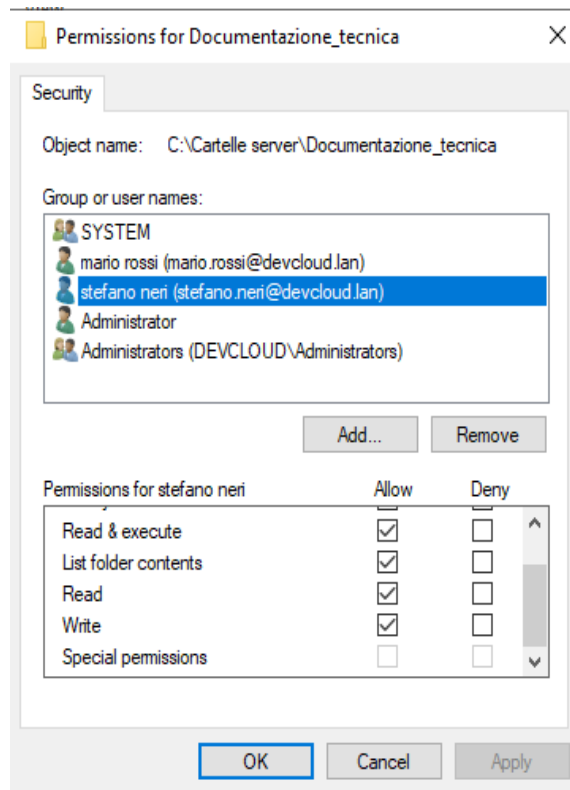 Permissions for Documentazione_tecnica
Security
Object name: C:\Cartelle server\Documentazione_tecnica
Group or user names:
SYSTEM
mario rossi (mario.rossi@devcloud.lan)
stefano neri (stefano.neri@devcloud.lan)
Administrator
Administrators (DEVCLOUD\Administrators)
Add... Remove
Permissions for stefano neri Allow Deny
Read & execute
List folder contents
Read
Write
Special permissions
OK Cancel Apply